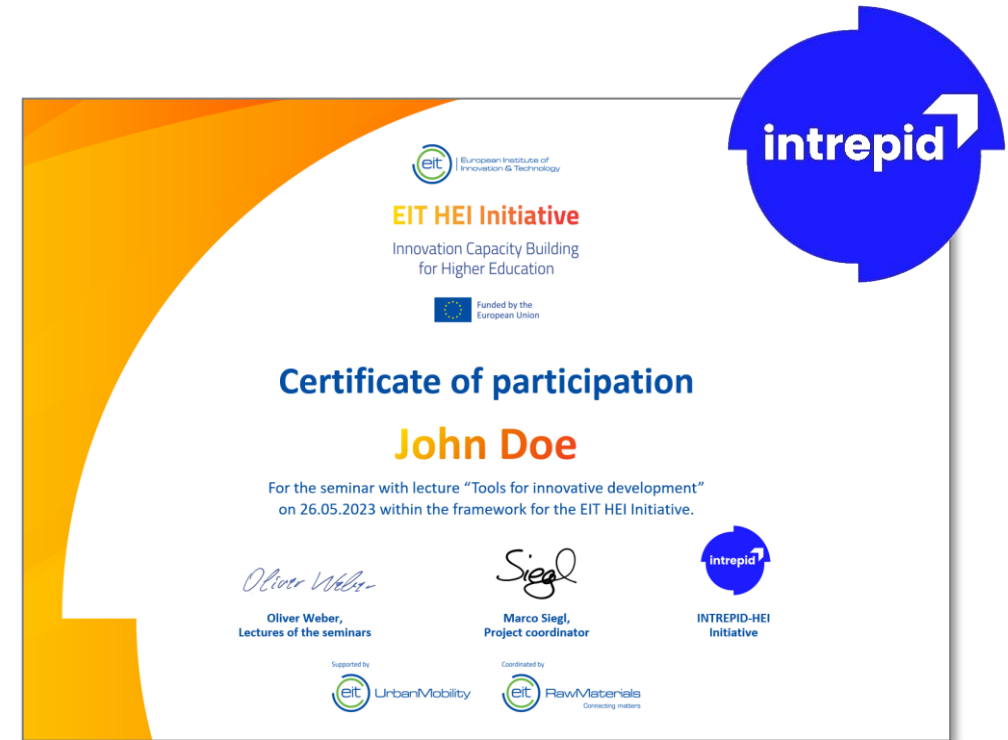 intrepid
eit European Institute of
Innovation & Technology
EIT HEI Initiative
Innovation Capacity Building
for Higher Education
Funded by the
European Union
Certificate of participation
John Doe
For the seminar with lecture “Tools for innovative development”
on 26.05.2023 within the framework for the EIT HEI Initiative.
Oliver Weber
Siegl
intrepid
Oliver Weber,
Lectures of the seminars
Marco Siegl,
Project coordinator
INTREPID-HEI
Initiative
Supported by
eit UrbanMobility
Coordinated by
eit RawMaterials
Connecting matters